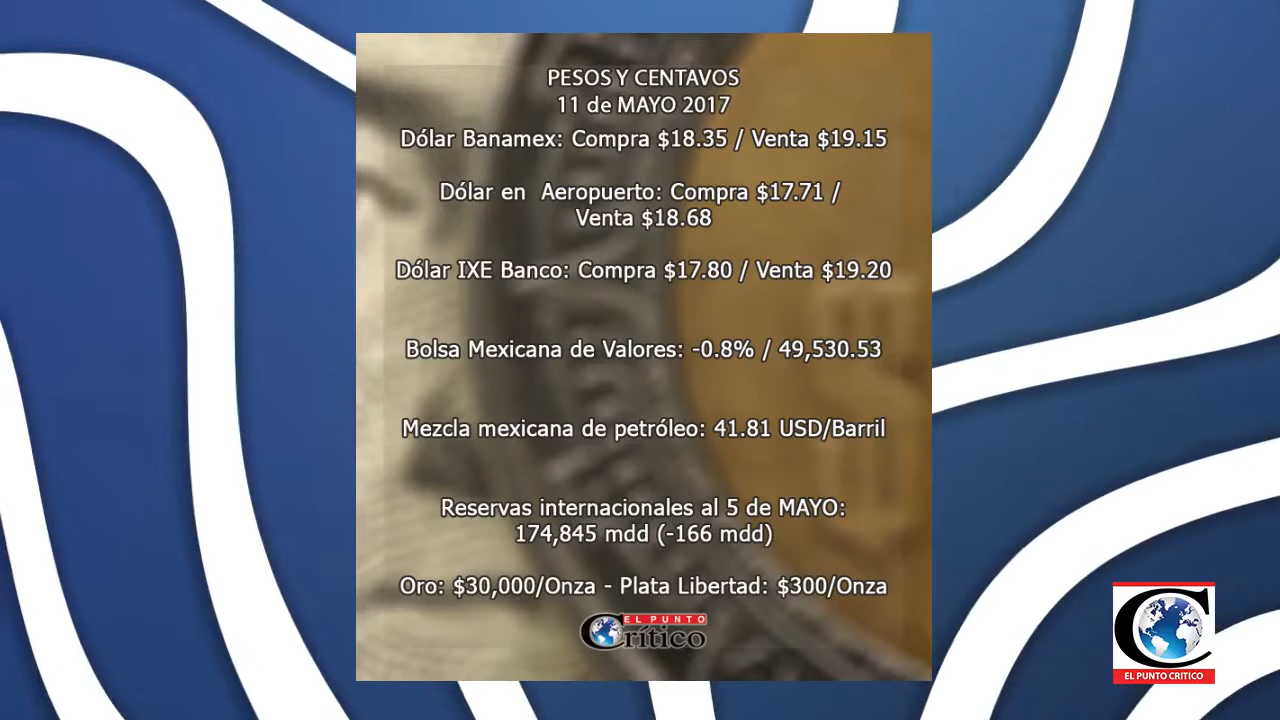 PESOS Y CENTAVOS
11 de MAYO 2017
Dólar Banamex: Compra $18.35 / Venta $19.15
Dólar en Aeropuerto: Compra $17.71 /
Venta $18.68
Dólar IXE Banco: Compra $17.80 / Venta $19.20
Bolsa Mexicana de Valores: -0.8% / 49,530.53
Mezcla mexicana de petróleo: 41.81 USD/Barril
Reservas internacionales al 5 de MAYO:
174,845 mdd (-166 mdd)
Oro: $30,000/Onza - Plata Libertad: $300/Onza
EL PUNTO
Crítico
C
EL PUNTO CRITICO